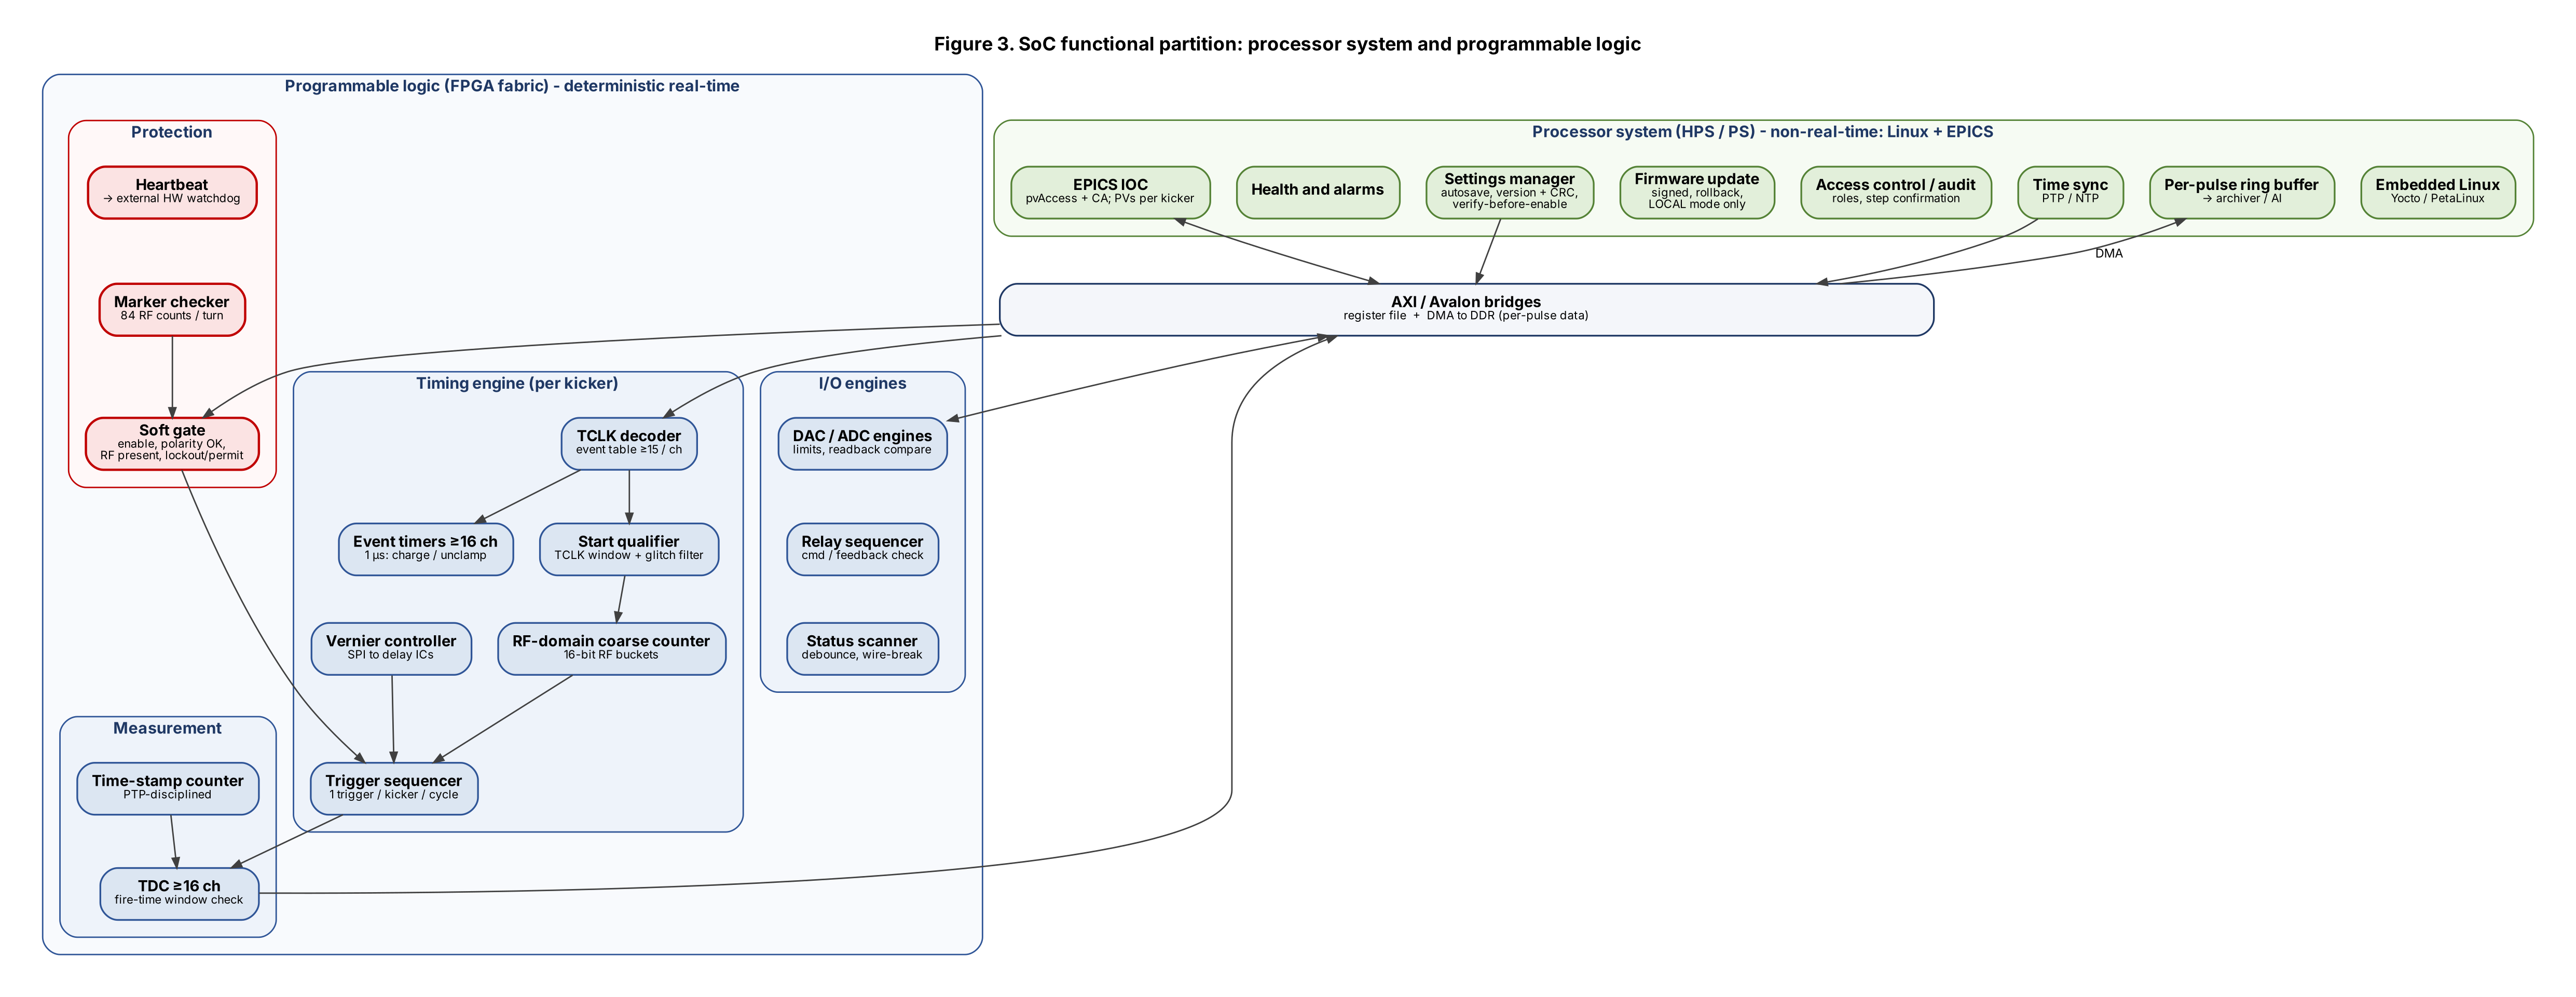 Figure 3. SoC functional partition: processor system and programmable logic
Programmable logic (FPGA fabric) - deterministic real-time
Protection
Heartbeat
→ external HW watchdog
Marker checker
84 RF counts / turn
Soft gate
enable, polarity OK,
RF present, lockout/permit
Timing engine (per kicker)
TCLK decoder
event table ≥15 / ch
Event timers ≥16 ch
1 µs: charge / unclamp
Start qualifier
TCLK window + glitch filter
Vernier controller
SPI to delay ICs
RF-domain coarse counter
16-bit RF buckets
Trigger sequencer
1 trigger / kicker / cycle
I/O engines
DAC / ADC engines
limits, readback compare
Relay sequencer
cmd / feedback check
Status scanner
debounce, wire-break
Measurement
Time-stamp counter
PTP-disciplined
TDC ≥16 ch
fire-time window check
Processor system (HPS / PS) - non-real-time: Linux + EPICS
EPICS IOC
pvAccess + CA; PVs per kicker
Health and alarms
Settings manager
autosave, version + CRC,
verify-before-enable
Firmware update
signed, rollback,
LOCAL mode only
Access control / audit
roles, step confirmation
Time sync
PTP / NTP
Per-pulse ring buffer
→ archiver / AI
Embedded Linux
Yocto / PetaLinux
DMA
AXI / Avalon bridges
register file + DMA to DDR (per-pulse data)